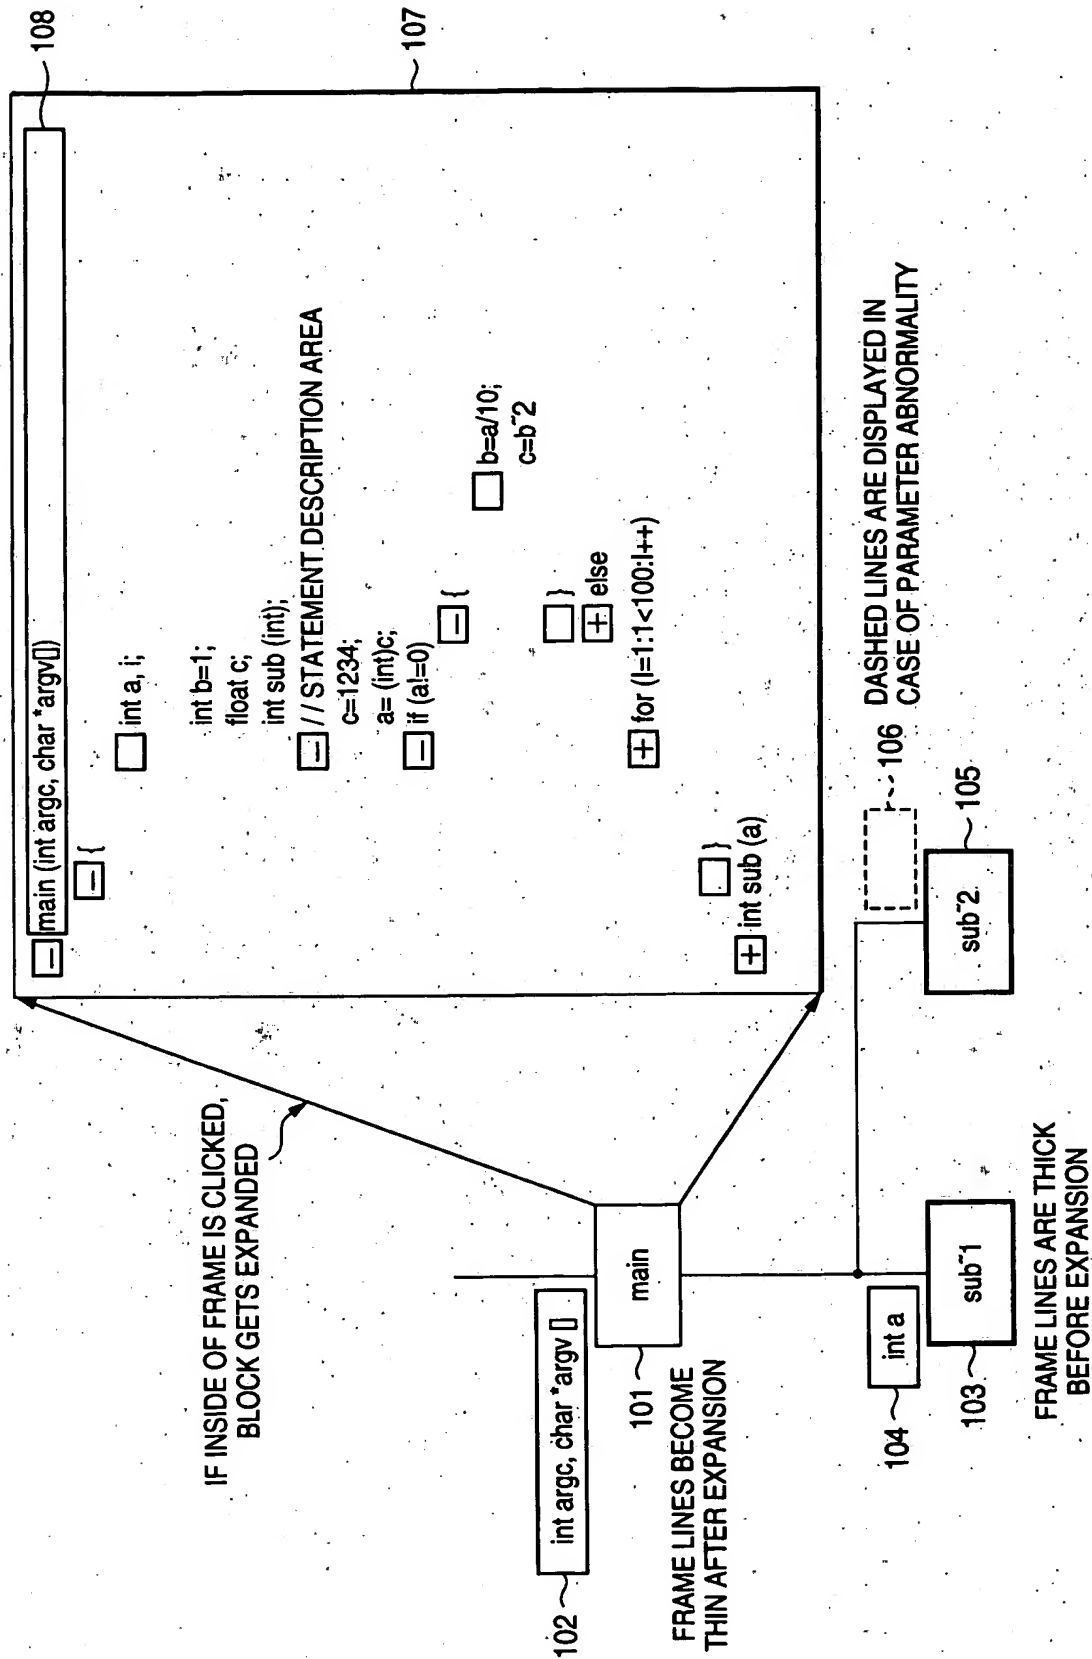 108
107
main (int argc, char *argv[])
{
int a, i;
int b=1;
float c;
int sub (int);
// STATEMENT DESCRIPTION AREA
c=1234;
a= (int)c;
if (a!=0)
{
b=a/10;
c=b˜2
}
else
for (I=1:1<100:I++)
}
int sub (a)
IF INSIDE OF FRAME IS CLICKED,
BLOCK GETS EXPANDED
int argc, char *argv []
102
main
101
FRAME LINES BECOME
THIN AFTER EXPANSION
int a
104
sub˜1
103
FRAME LINES ARE THICK
BEFORE EXPANSION
sub˜2
105
106
DASHED LINES ARE DISPLAYED IN
CASE OF PARAMETER ABNORMALITY